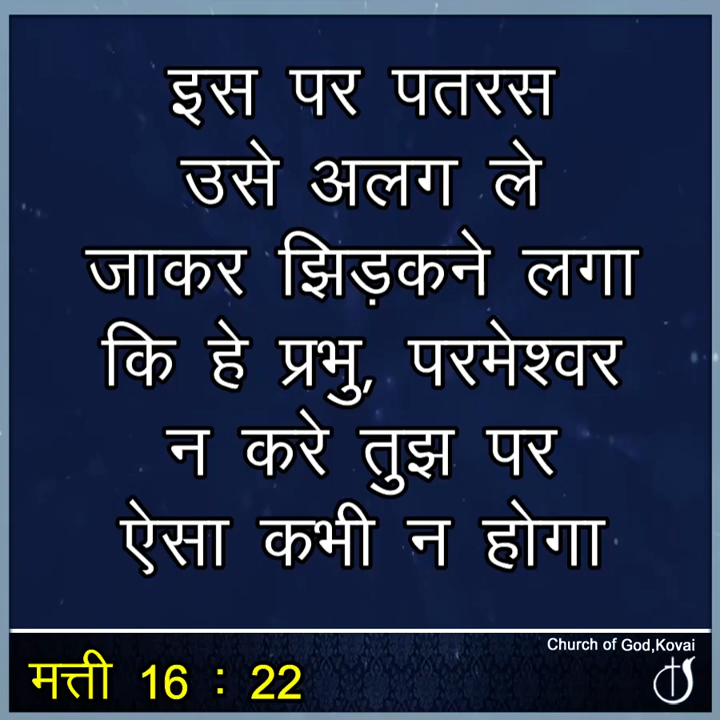 इस पर पतरस
उसे अलग ले
जाकर झिड़कने लगा
कि हे प्रभु, परमेश्वर
न करे तुझ पर
ऐसा कभी न होगा
Church of God,Kovai
मत्ती 16 : 22